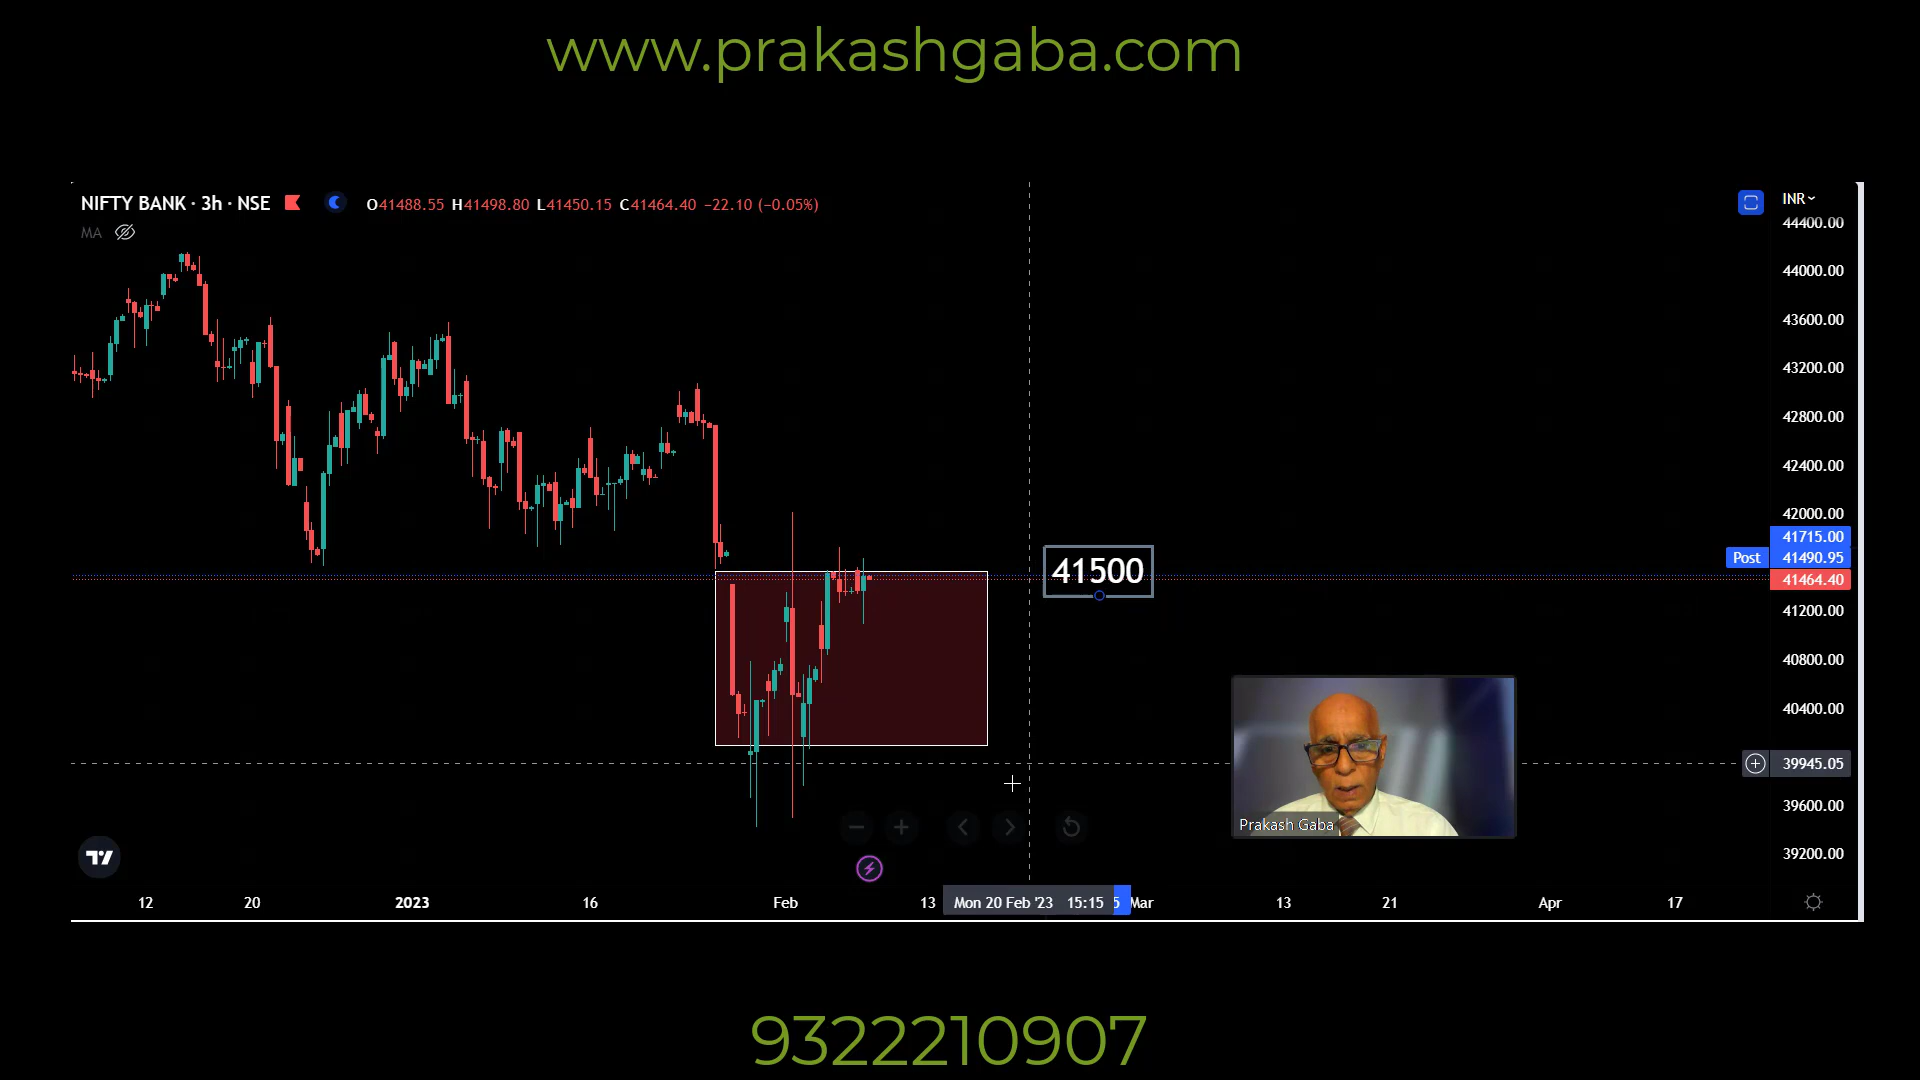 www.prakashgaba.com
NIFTY BANK · 3h · NSE O41488.55 H41498.80 L41450.15 C41464.40 −22.10 (−0.05%)
INR
MA
44400.00
44000.00
43600.00
43200.00
42800.00
42400.00
42000.00
41715.00
Post 41490.95
41500
41464.40
41200.00
40800.00
40400.00
39945.05
Prakash Gaba
39600.00
39200.00
12 20 2023 16 Feb 13 Mon 20 Feb '23 15:15 5 Mar 13 21 Apr 17
9322210907